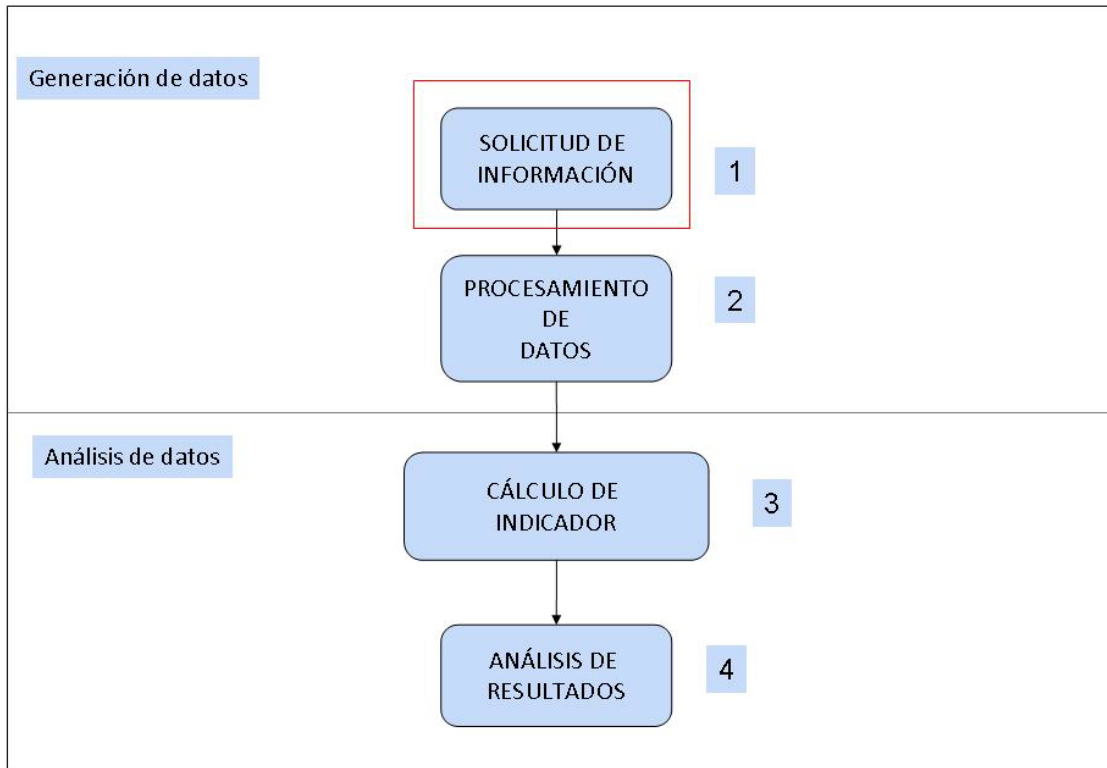 Generación de datos
SOLICITUD DE
INFORMACIÓN
1
PROCESAMIENTO
DE
DATOS
2
Análisis de datos
CÁLCULO DE
INDICADOR
3
ANÁLISIS DE
RESULTADOS
4